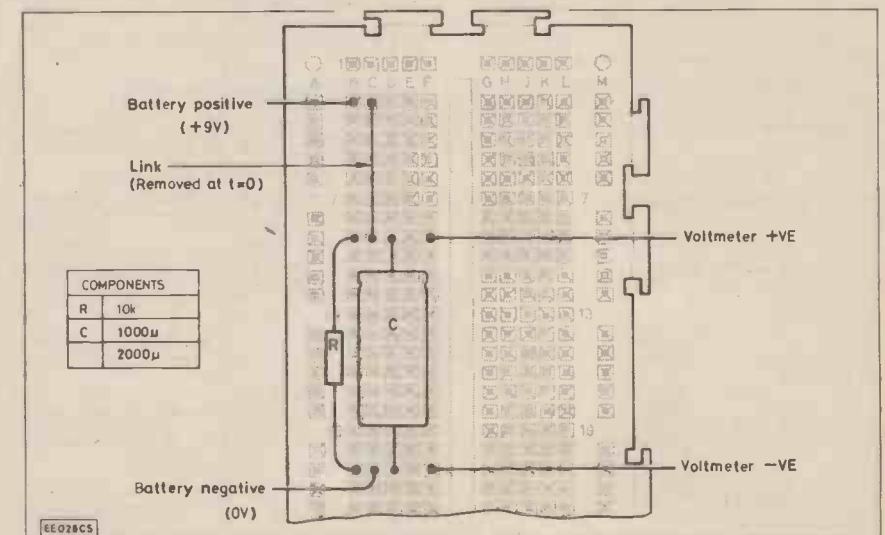 1
A B C D E F G H J K L M
Battery positive
(+9V)
Link
(Removed at t=0)
7
Voltmeter +VE
COMPONENTS
R 10k
C 1000µ
2000µ
13
C
R
19
Voltmeter −VE
Battery negative
(0V)
EE028CS